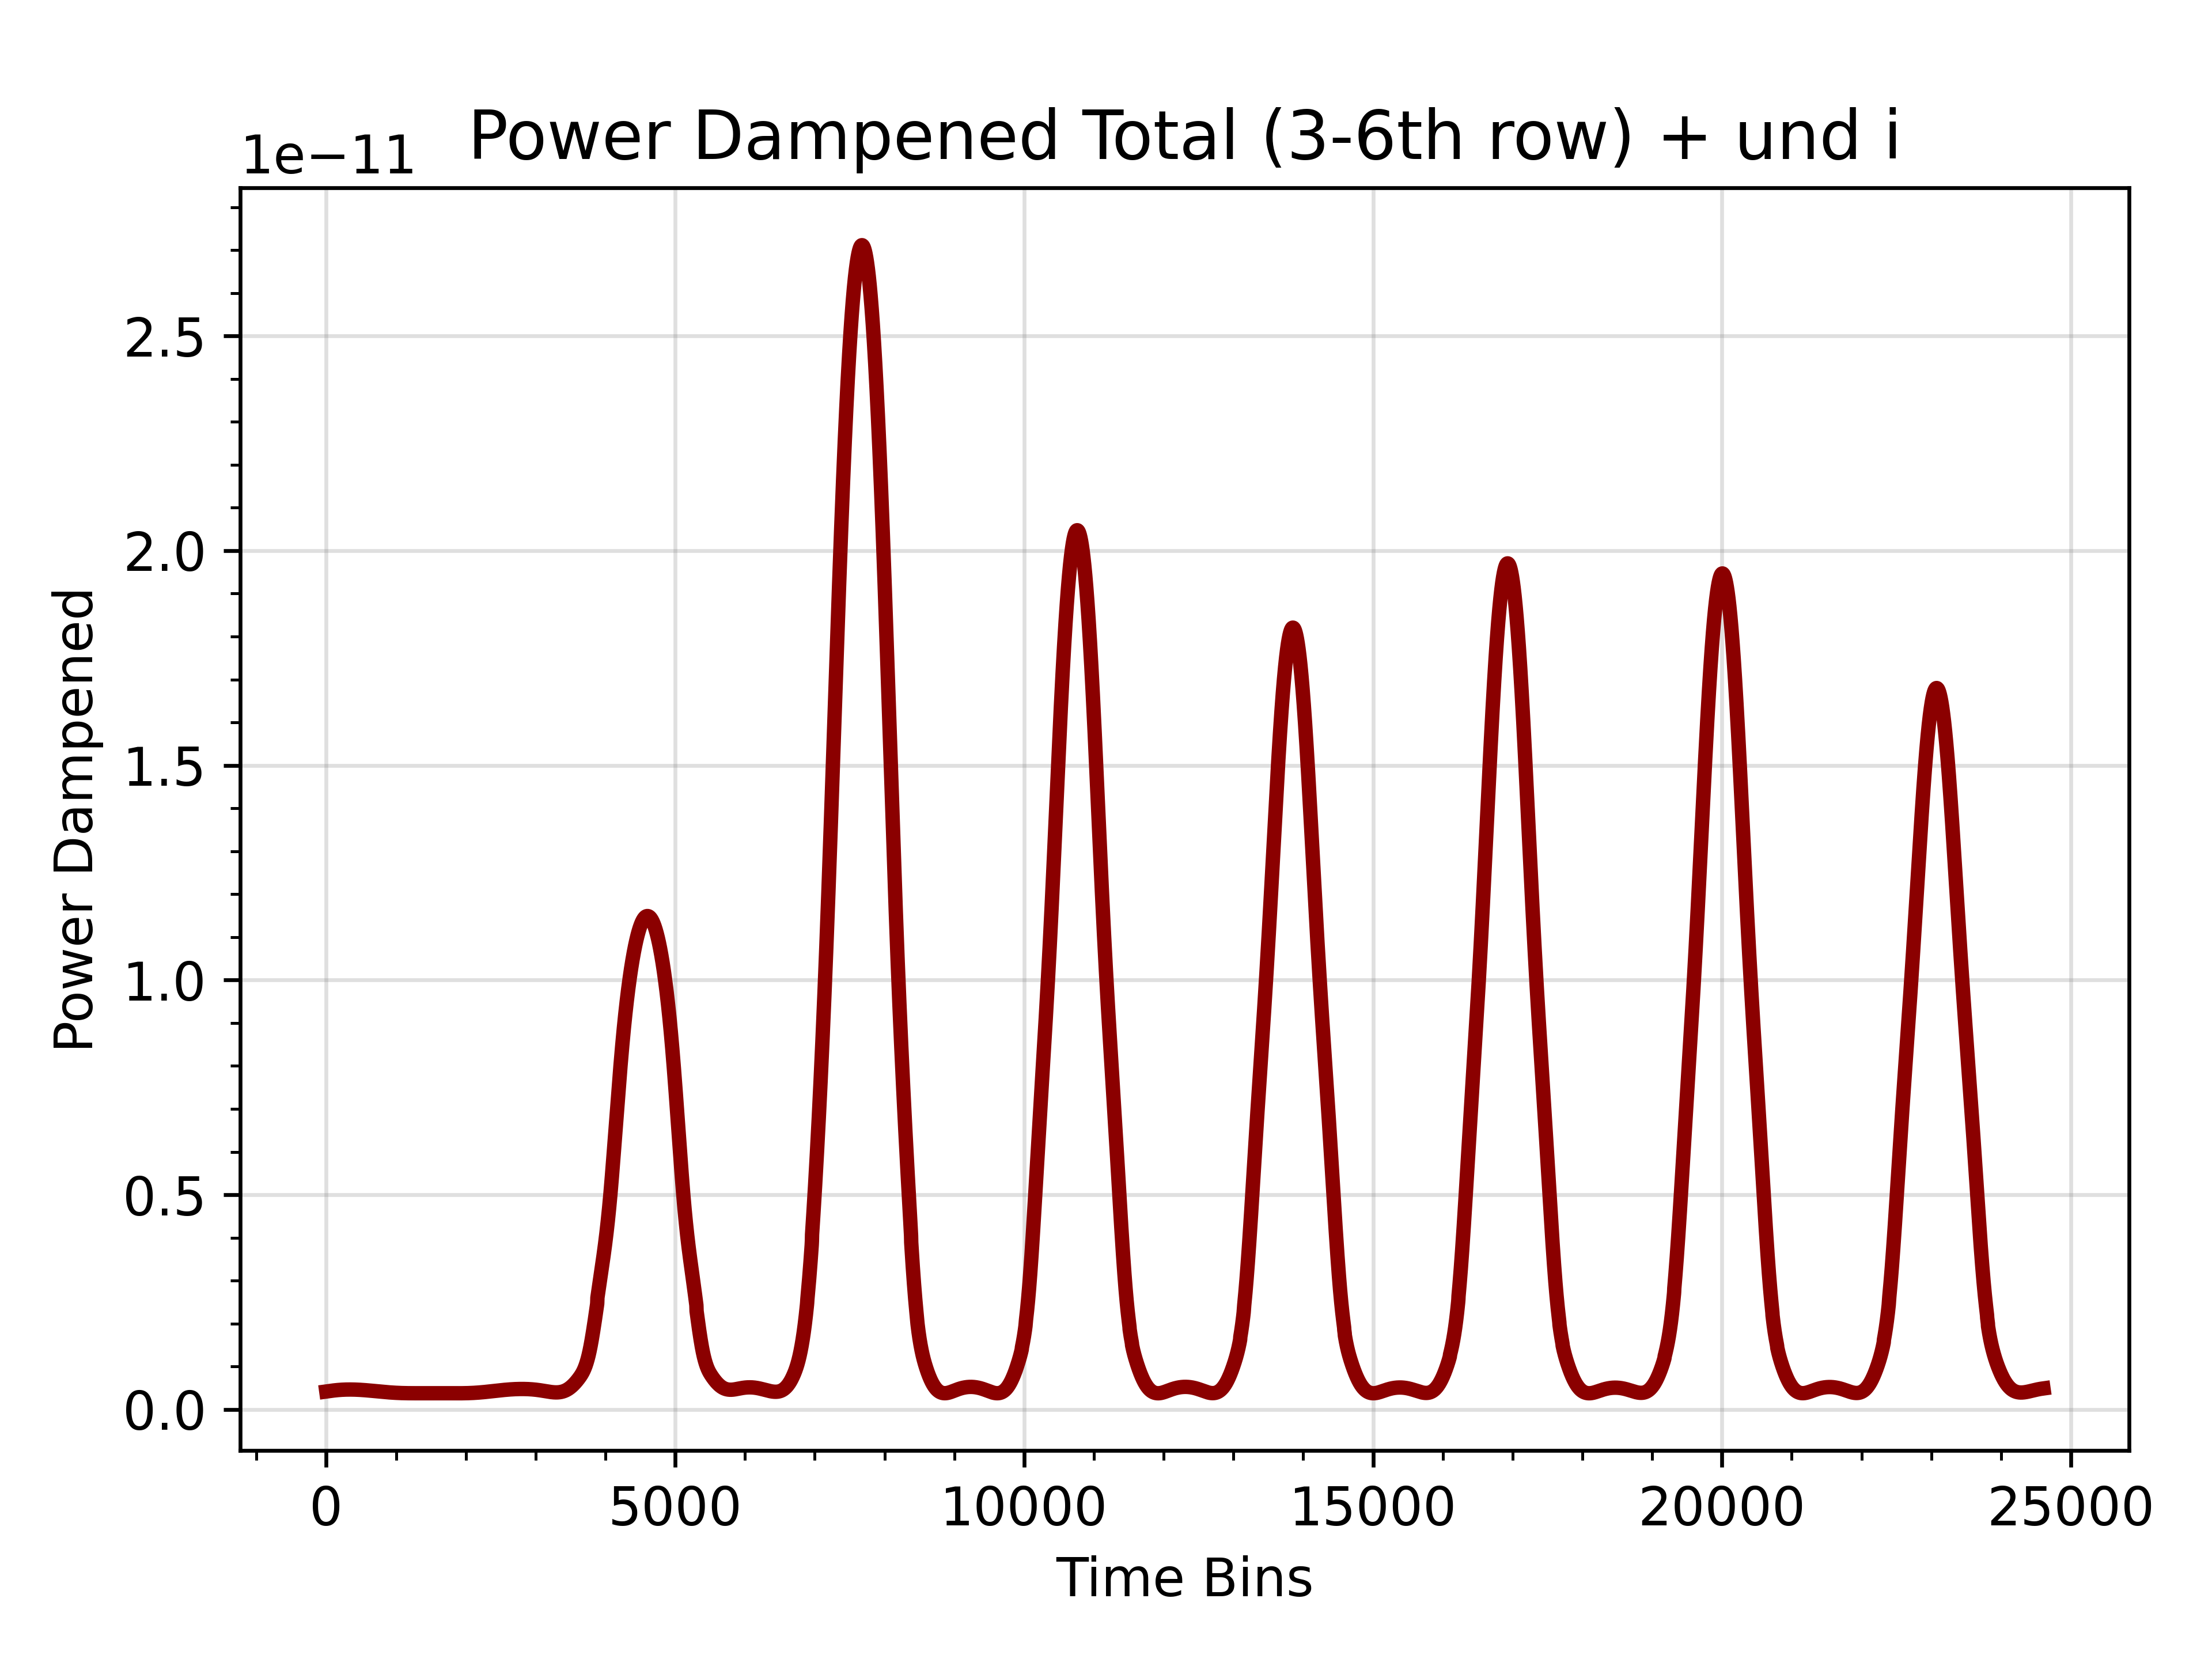 1e−11
Power Dampened Total (3-6th row) + und i
2.5
2.0
1.5
1.0
0.5
0.0
Power Dampened
0 5000 10000 15000 20000 25000
Time Bins